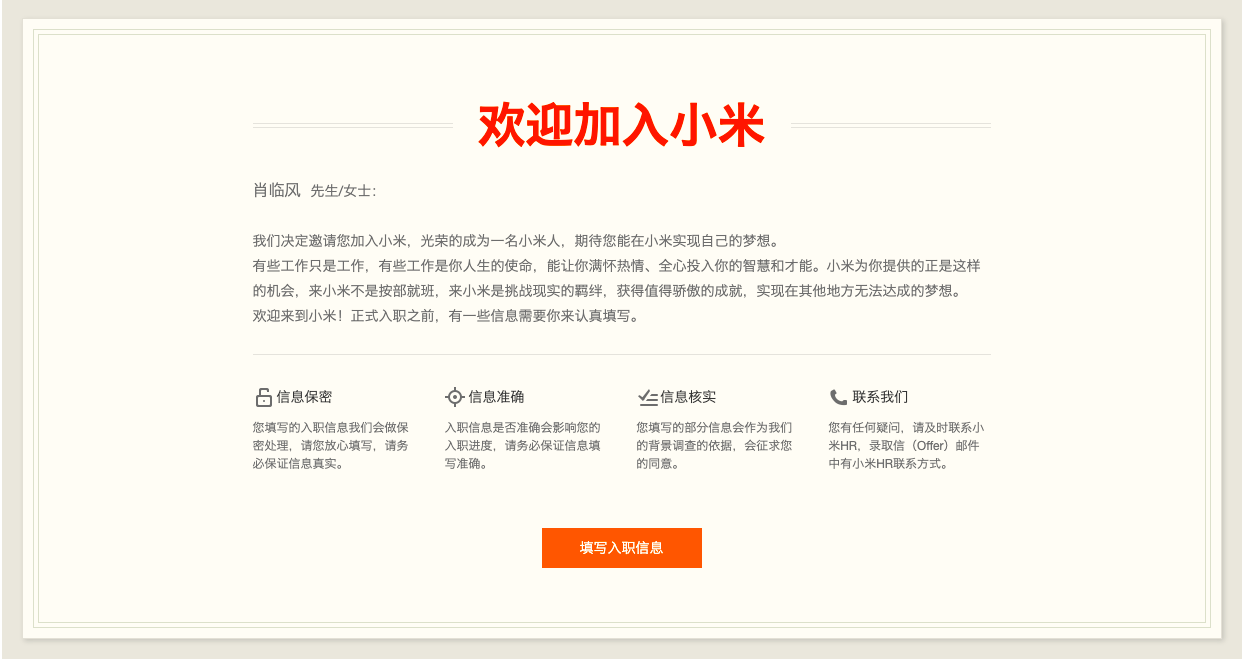 欢迎加入小米
肖临风 先生/女士：
我们决定邀请您加入小米，光荣的成为一名小米人，期待您能在小米实现自己的梦想。
有些工作只是工作，有些工作是你人生的使命，能让你满怀热情、全心投入你的智慧和才能。小米为你提供的正是这样
的机会，来小米不是按部就班，来小米是挑战现实的羁绊，获得值得骄傲的成就，实现在其他地方无法达成的梦想。
欢迎来到小米！正式入职之前，有一些信息需要你来认真填写。
信息保密
您填写的入职信息我们会做保
密处理，请您放心填写，请务
必保证信息真实。
信息准确
入职信息是否准确会影响您的
入职进度，请务必保证信息填
写准确。
信息核实
您填写的部分信息会作为我们
的背景调查的依据，会征求您
的同意。
联系我们
您有任何疑问，请及时联系小
米HR，录取信（Offer）邮件
中有小米HR联系方式。
填写入职信息